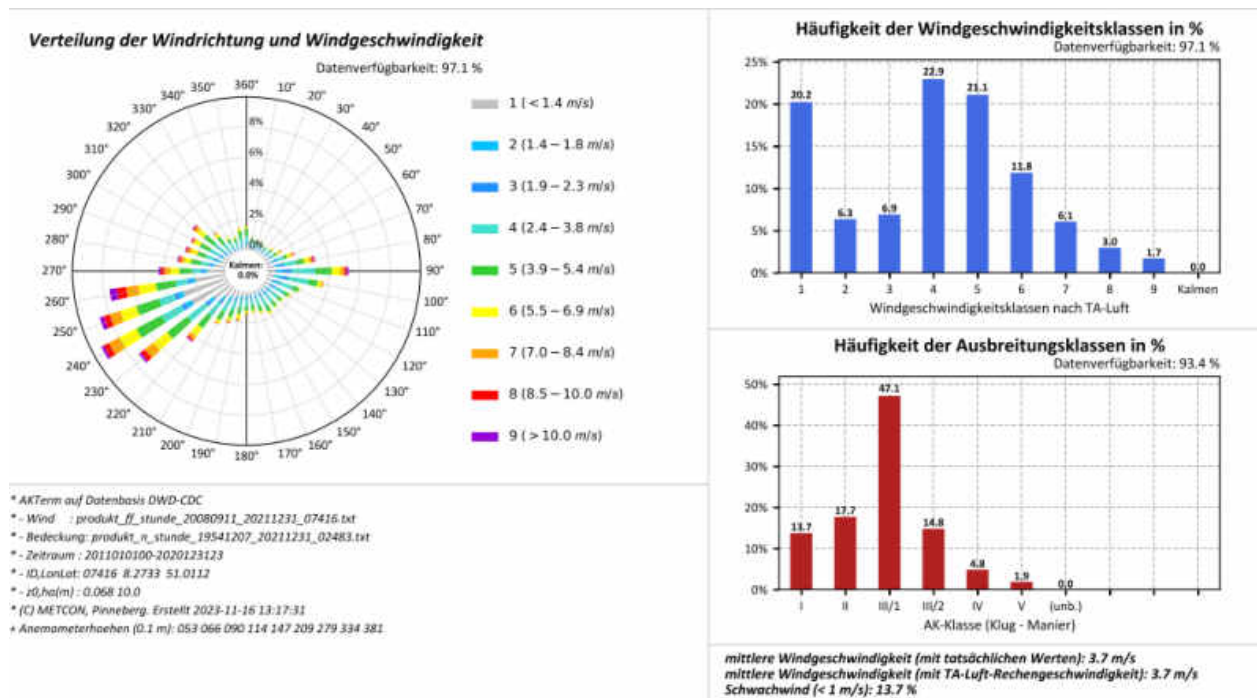 Verteilung der Windrichtung und Windgeschwindigkeit
Datenverfügbarkeit: 97.1 %
360°
10°
20°
30°
40°
50°
60°
70°
80°
90°
100°
110°
120°
130°
140°
150°
160°
170°
180°
190°
200°
210°
220°
230°
240°
250°
260°
270°
280°
290°
300°
310°
320°
330°
340°
350°
8%
6%
4%
2%
0%
Kalmen:
0.0%
1 (< 1.4 m/s)
2 (1.4 − 1.8 m/s)
3 (1.9 − 2.3 m/s)
4 (2.4 − 3.8 m/s)
5 (3.9 − 5.4 m/s)
6 (5.5 − 6.9 m/s)
7 (7.0 − 8.4 m/s)
8 (8.5 − 10.0 m/s)
9 ( > 10.0 m/s)
* AKTerm auf Datenbasis DWD-CDC
* - Wind : produkt_ff_stunde_20080911_20211231_07416.txt
* - Bedeckung: produkt_n_stunde_19541207_20211231_02483.txt
* - Zeitraum : 2011010100-2020123123
* - ID,LonLat: 07416 8.2733 51.0112
* - z0,ha(m) : 0.068 10.0
* (C) METCON, Pinneberg. Erstellt 2023-11-16 13:17:31
+ Anemometerhoehen (0.1 m): 053 066 090 114 147 209 279 334 381
Häufigkeit der Windgeschwindigkeitsklassen in %
Datenverfügbarkeit: 97.1 %
25%
20%
15%
10%
5%
0%
20.2
6.3
6.9
22.9
21.1
11.8
6.1
3.0
1.7
0.0
1 2 3 4 5 6 7 8 9 Kalmen
Windgeschwindigkeitsklassen nach TA-Luft
Häufigkeit der Ausbreitungsklassen in %
Datenverfügbarkeit: 93.4 %
50%
40%
30%
20%
10%
0%
13.7
17.7
47.1
14.8
4.8
1.9
0.0
I II III/1 III/2 IV V (unb.)
AK-Klasse (Klug - Manier)
mittlere Windgeschwindigkeit (mit tatsächlichen Werten): 3.7 m/s
mittlere Windgeschwindigkeit (mit TA-Luft-Rechengeschwindigkeit): 3.7 m/s
Schwachwind (< 1 m/s): 13.7 %